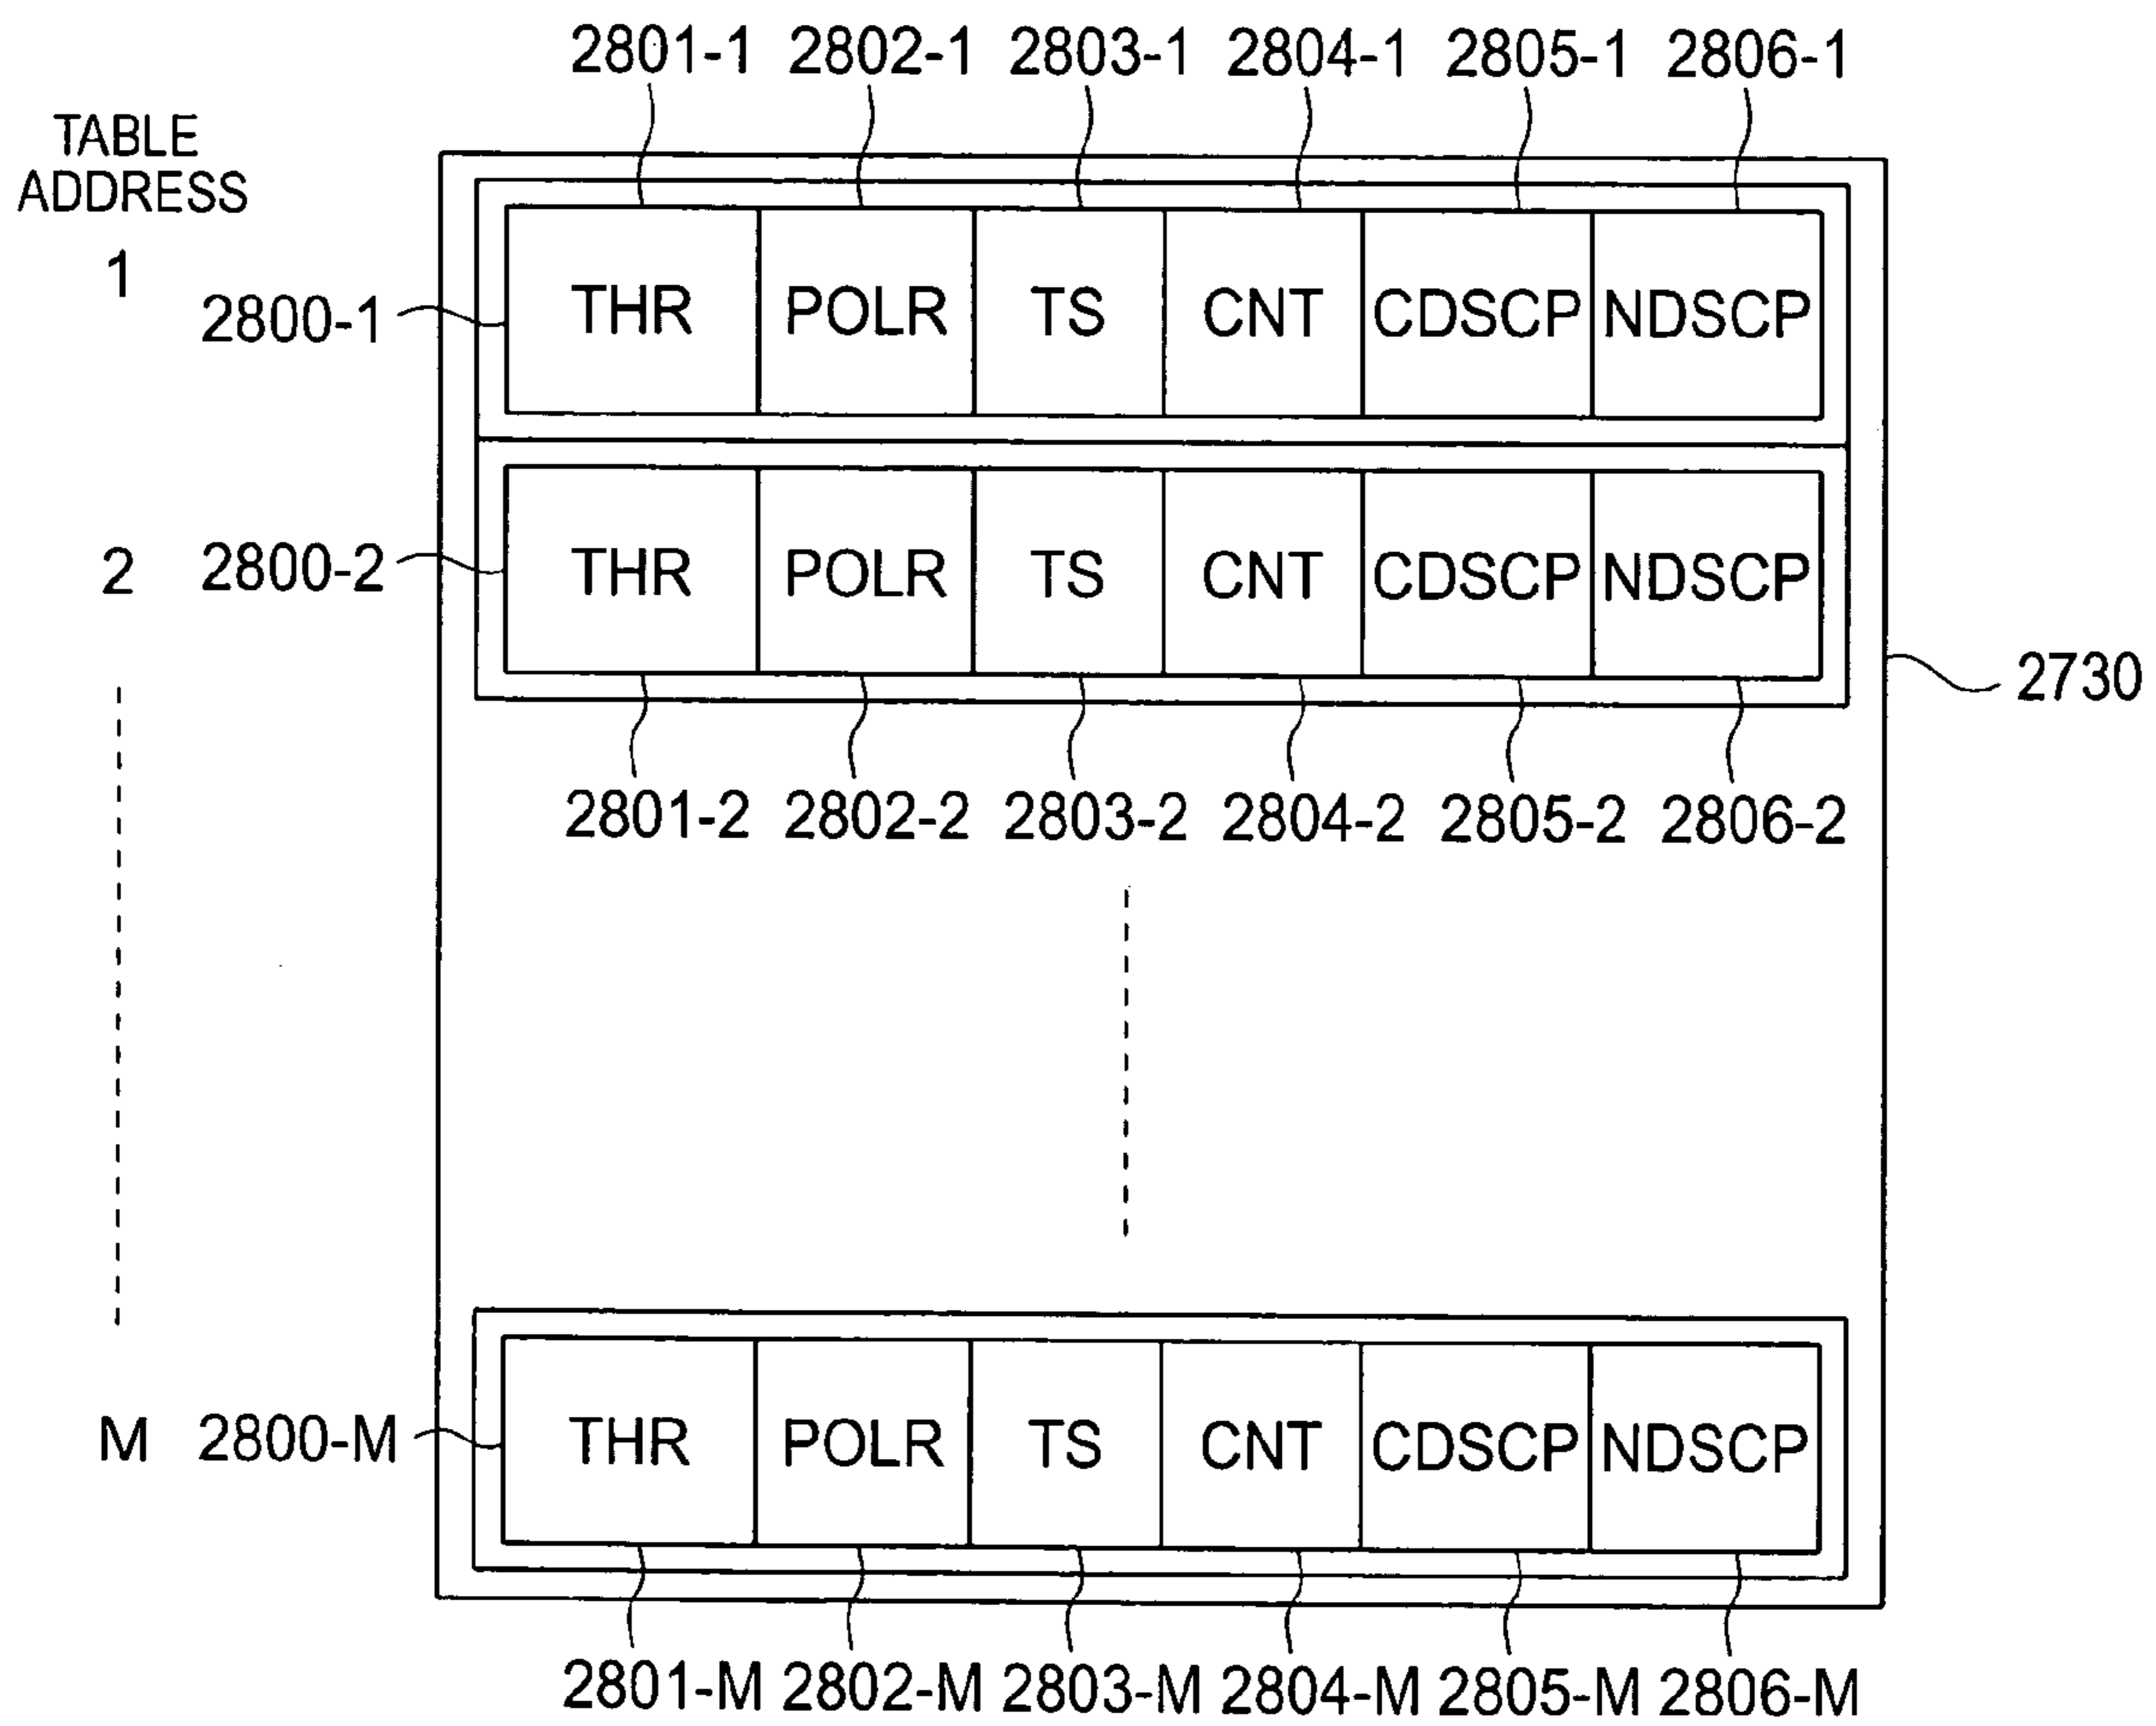 2801-1 2802-1 2803-1 2804-1 2805-1 2806-1
TABLE
ADDRESS
1
2800-1
THR POLR TS CNT CDSCP NDSCP
2 2800-2
THR POLR TS CNT CDSCP NDSCP
2730
2801-2 2802-2 2803-2 2804-2 2805-2 2806-2
M 2800-M
THR POLR TS CNT CDSCP NDSCP
2801-M 2802-M 2803-M 2804-M 2805-M 2806-M